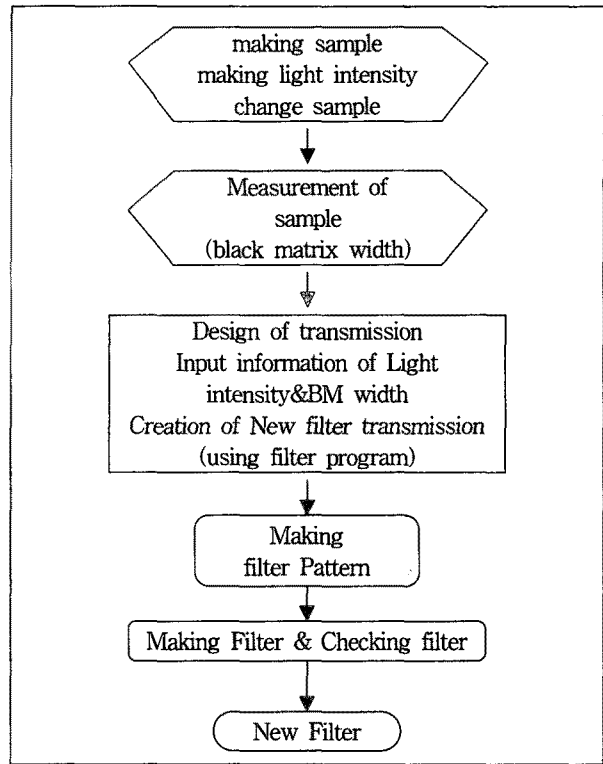 making sample
making light intensity
change sample
Measurement of
sample
(black matrix width)
Design of transmission
Input information of Light
intensity&BM width
Creation of New filter transmission
(using filter program)
Making
filter Pattern
Making Filter & Checking filter
New Filter